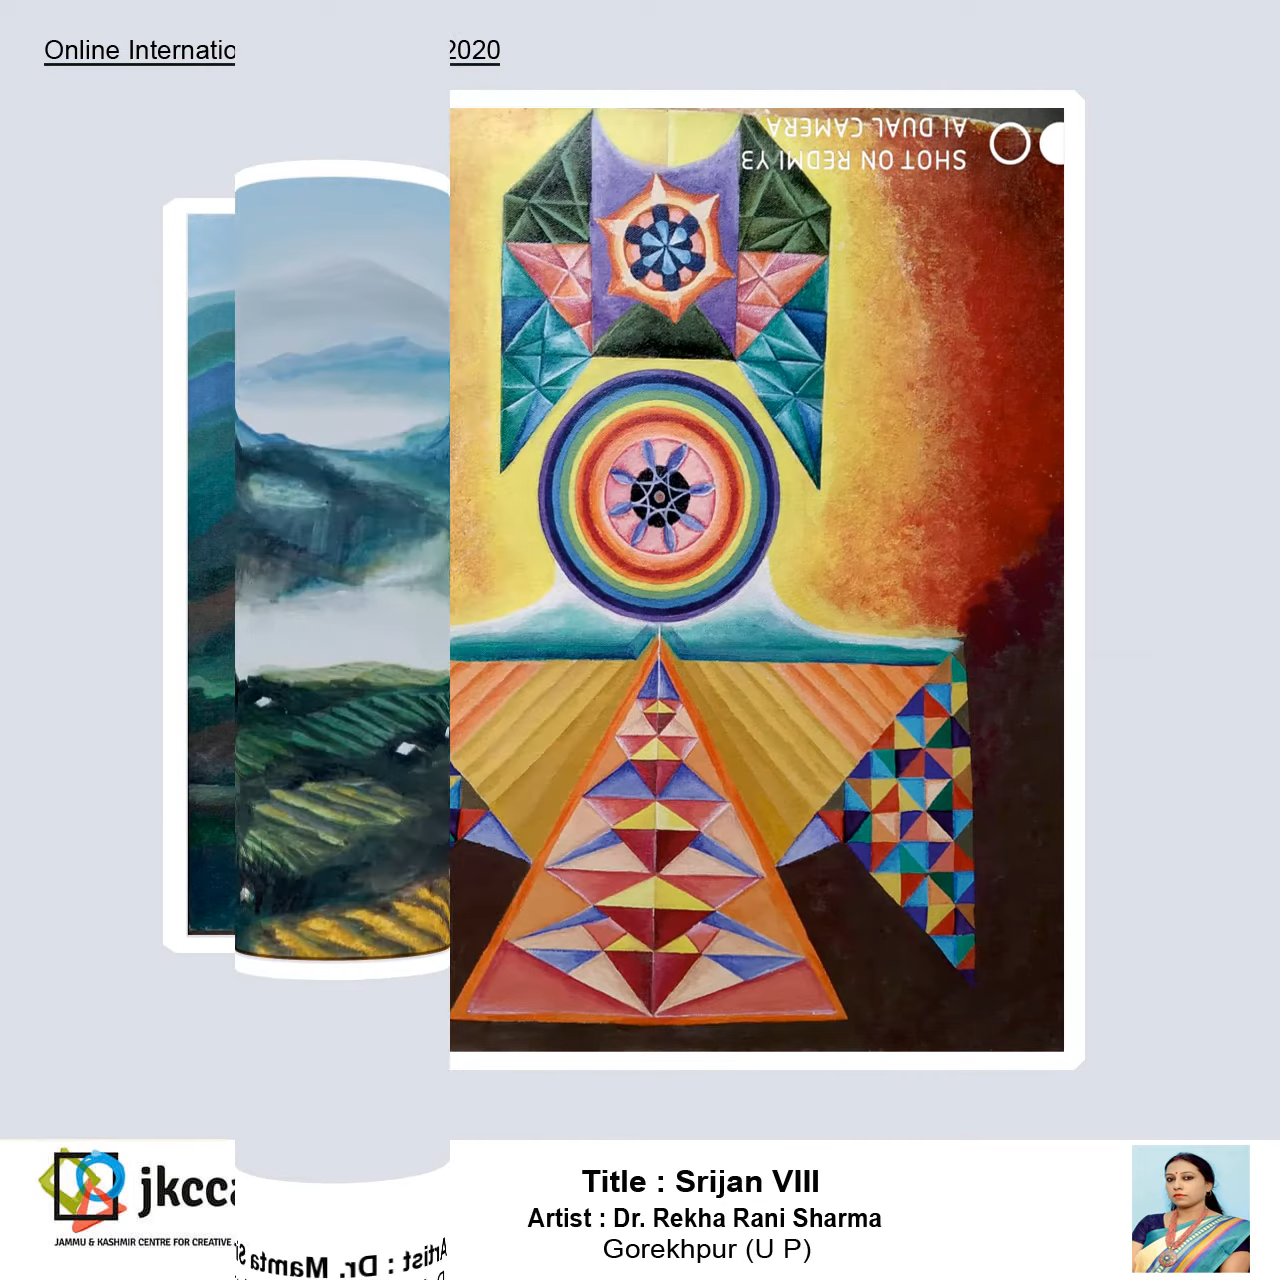 Online Internatio 2020
AI DUAL CAMERA
SHOT ON REDMI Y3
jkcca
JAMMU & KASHMIR CENTRE FOR CREATIVE
Title : Srijan VIII
Artist : Dr. Rekha Rani Sharma
Gorekhpur (U P)
Artist : Dr. Mamta